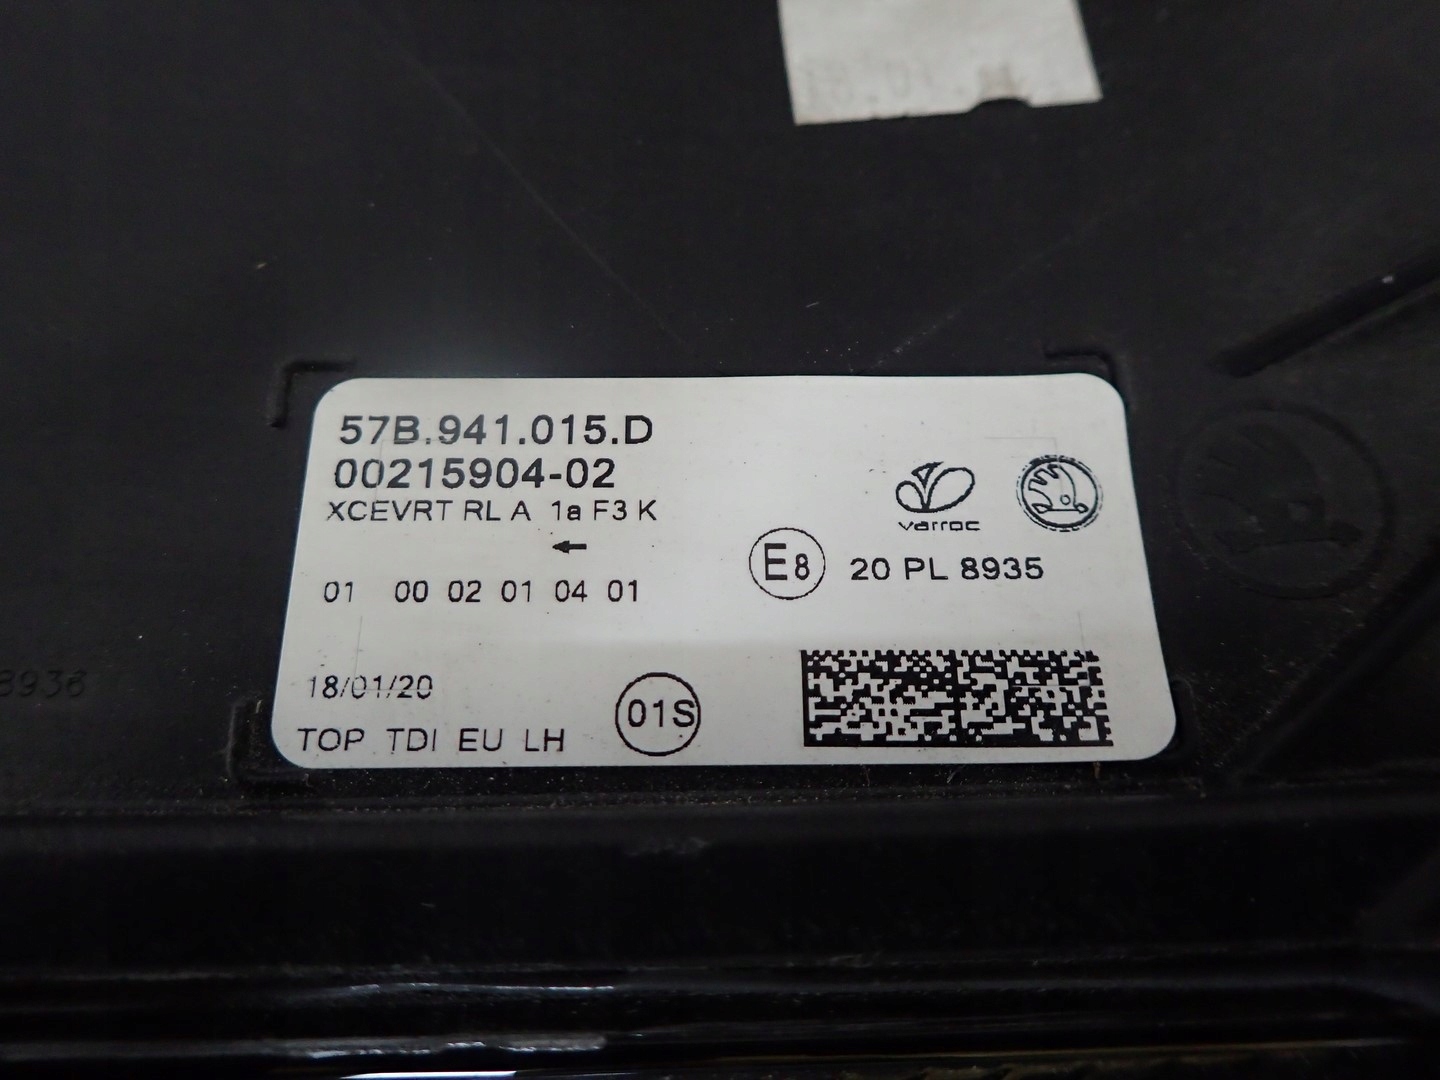 57B.941.015.D
00215904-02
XCEVRT RL A 1a F3 K
varroc
E8 20 PL 8935
01 00 02 01 04 01
8936
18/01/20
01S
TOP TDI EU LH